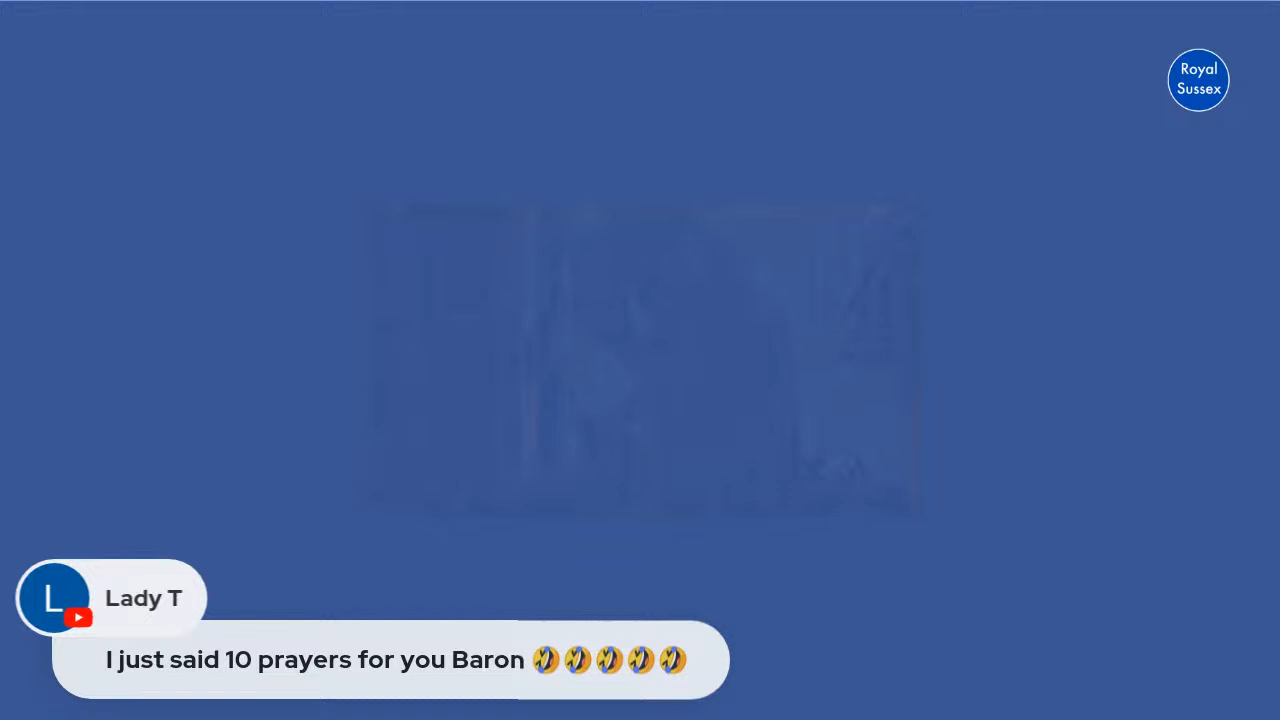 Royal
Sussex
L
Lady T
I just said 10 prayers for you Baron 🤣🤣🤣🤣🤣